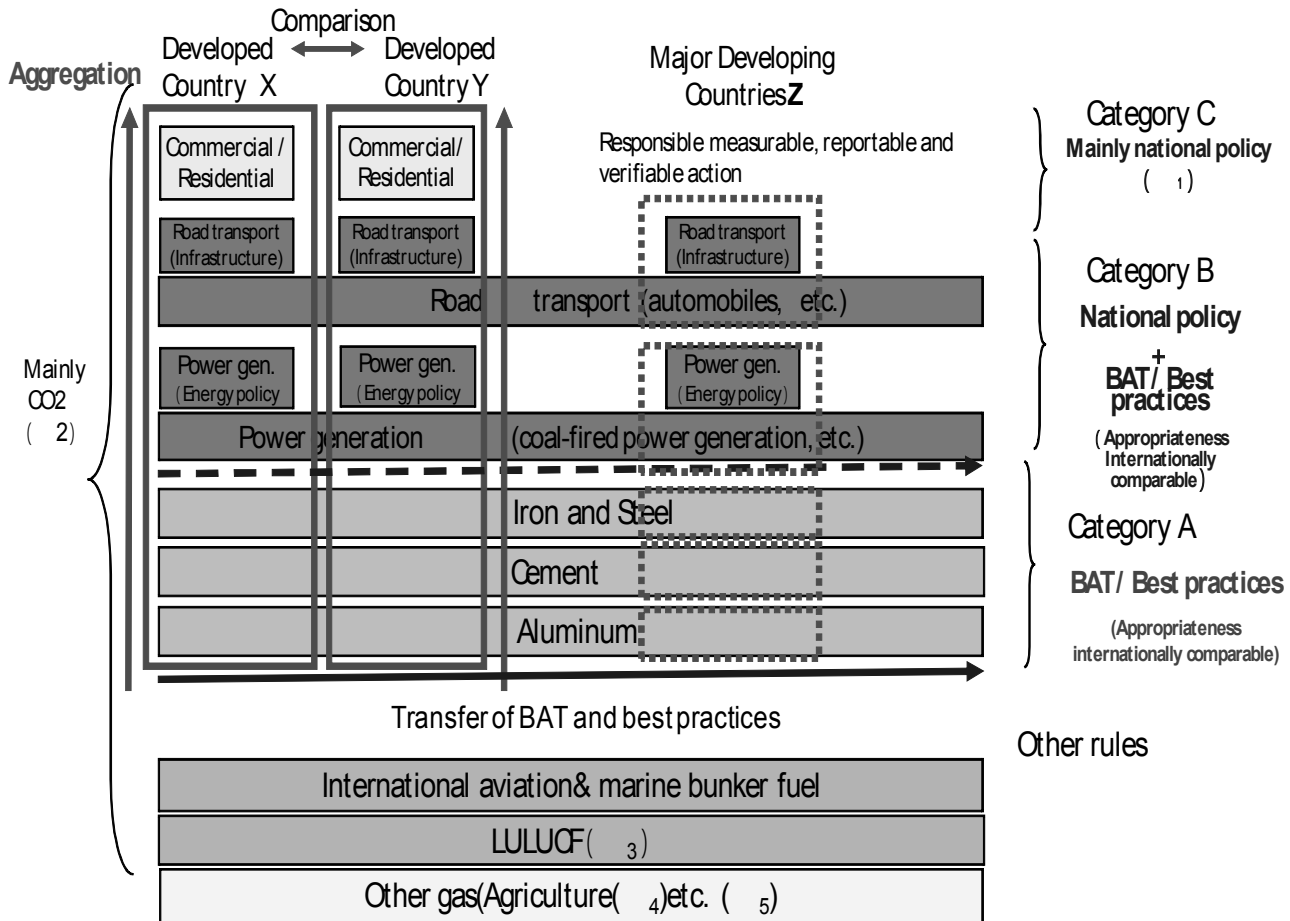 Comparison
Aggregation
Developed
Country X
Developed
Country Y
Major Developing
Countries Z
Responsible measurable, reportable and
verifiable action
Commercial /
Residential
Commercial/
Residential
Road transport
(Infrastructure)
Road transport
(Infrastructure)
Road transport
(Infrastructure)
Road transport (automobiles, etc.)
Power gen.
(Energy policy
Power gen.
(Energy policy
Power gen.
(Energy policy)
Power generation (coal-fired power generation, etc.)
Iron and Steel
Cement
Aluminum
Transfer of BAT and best practices
International aviation& marine bunker fuel
LULUCF( 3)
Other gas(Agriculture( 4)etc. ( 5)
Mainly
CO2
( 2)
Category C
Mainly national policy
( 1)
Category B
National policy
+
BAT/ Best
practices
(Appropriateness
Internationally
comparable)
Category A
BAT/ Best practices
(Appropriateness
internationally comparable)
Other rules